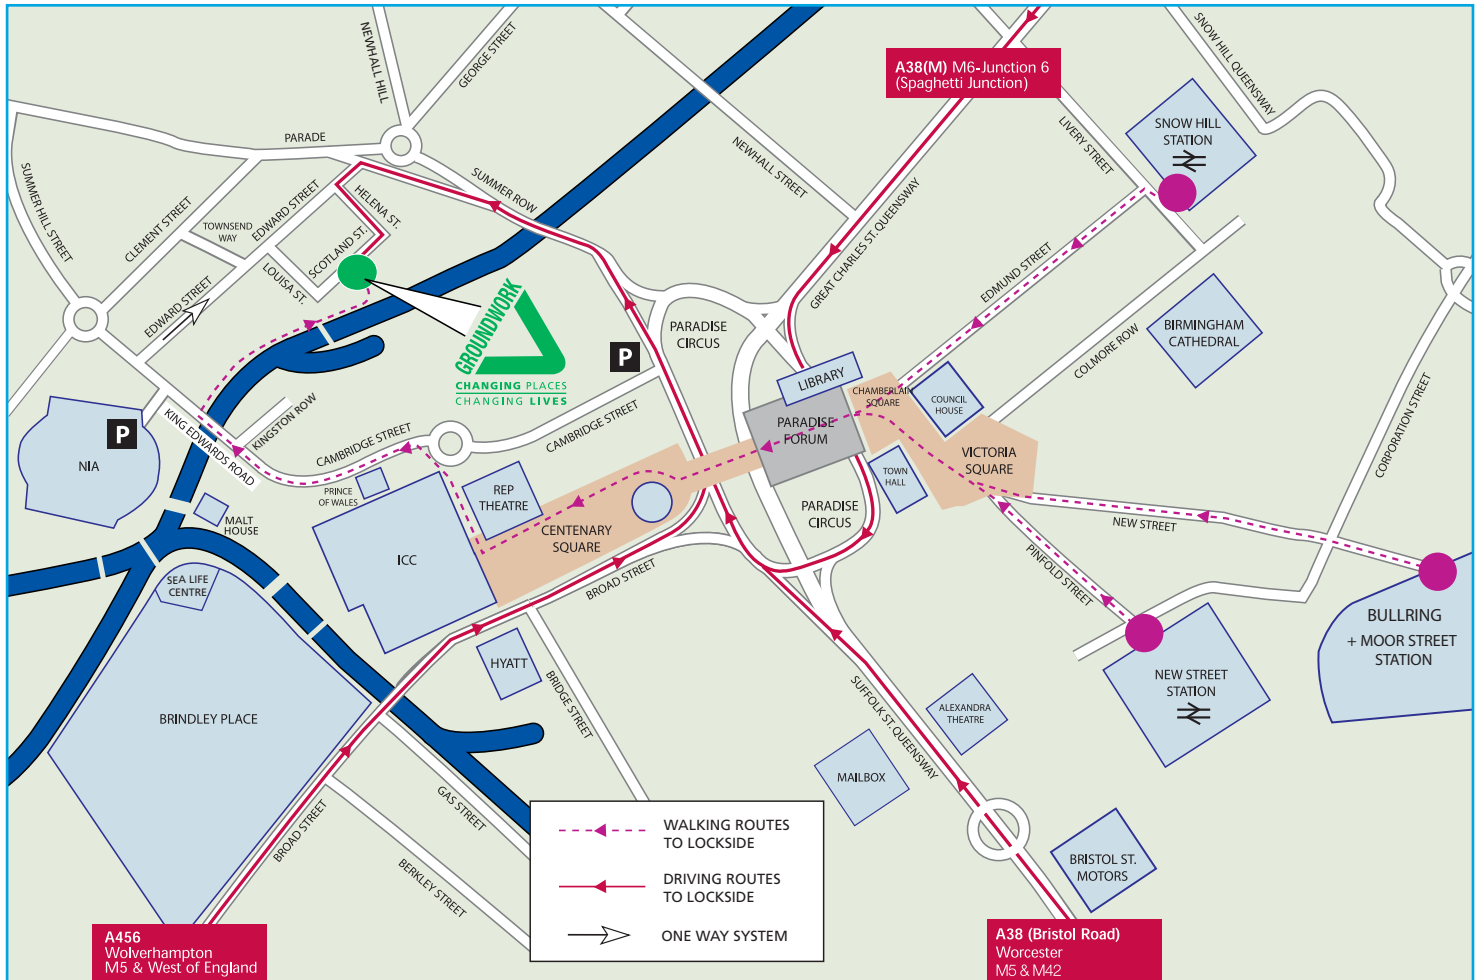 NEWHALL HILL
GEORGE STREET
PARADE
SUMMER HILL STREET
CLEMENT STREET
TOWNSEND
WAY
EDWARD STREET
HELENA ST.
SCOTLAND ST.
LOUISA ST.
EDWARD STREET
SUMMER ROW
NEWHALL STREET
A38(M) M6-Junction 6
(Spaghetti Junction)
GREAT CHARLES ST. QUEENSWAY
LIVERY STREET
SNOW HILL QUEENSWAY
SNOW HILL
STATION
EDMUND STREET
COLMORE ROW
BIRMINGHAM
CATHEDRAL
CORPORATION STREET
GROUNDWORK
CHANGING PLACES
CHANGING LIVES
P
PARADISE
CIRCUS
LIBRARY
CHAMBERLAIN
SQUARE
COUNCIL
HOUSE
PARADISE
FORUM
TOWN
HALL
VICTORIA
SQUARE
PARADISE
CIRCUS
NEW STREET
PINFOLD STREET
BULLRING
+ MOOR STREET
STATION
NEW STREET
STATION
P
NIA
KING EDWARDS ROAD
KINGSTON ROW
CAMBRIDGE STREET
CAMBRIDGE STREET
PRINCE
OF WALES
REP
THEATRE
MALT
HOUSE
ICC
CENTENARY
SQUARE
SEA LIFE
CENTRE
BROAD STREET
HYATT
BRIDGE STREET
BRINDLEY PLACE
SUFFOLK ST. QUEENSWAY
ALEXANDRA
THEATRE
MAILBOX
BRISTOL ST.
MOTORS
BROAD STREET
GAS STREET
BERKLEY STREET
WALKING ROUTES
TO LOCKSIDE
DRIVING ROUTES
TO LOCKSIDE
ONE WAY SYSTEM
A456
Wolverhampton
M5 & West of England
A38 (Bristol Road)
Worcester
M5 & M42